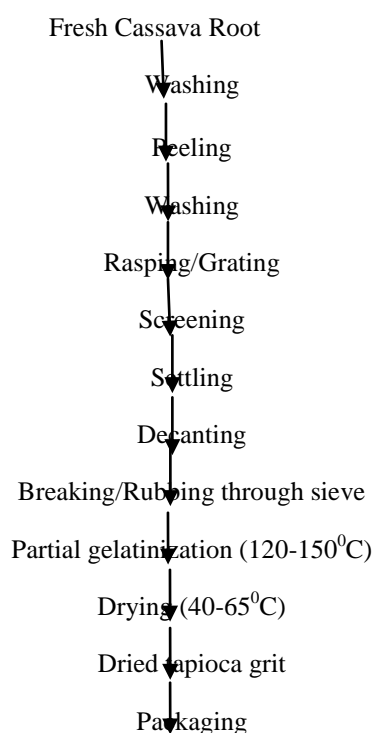 Fresh Cassava Root
Washing
Peeling
Washing
Rasping/Grating
Screening
Settling
Decanting
Breaking/Rubbing through sieve
Partial gelatinization (120-150⁰C)
Drying (40-65⁰C)
Dried tapioca grit
Packaging